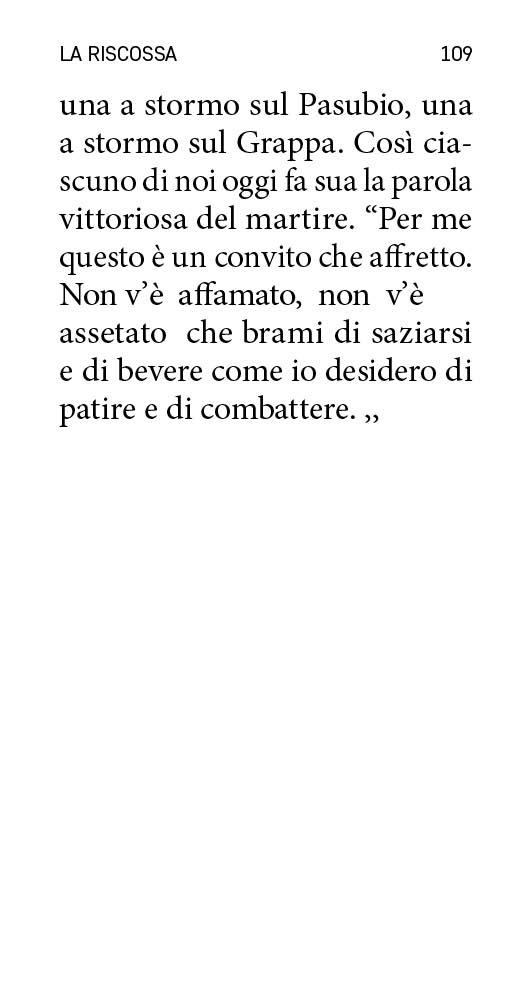 LA RISCOSSA 109
una a stormo sul Pasubio, una
a stormo sul Grappa. Così cia-
scuno di noi oggi fa sua la parola
vittoriosa del martire. “Per me
questo è un convito che affretto.
Non v’è affamato, non v’è
assetato che brami di saziarsi
e di bevere come io desidero di
patire e di combattere. ,,